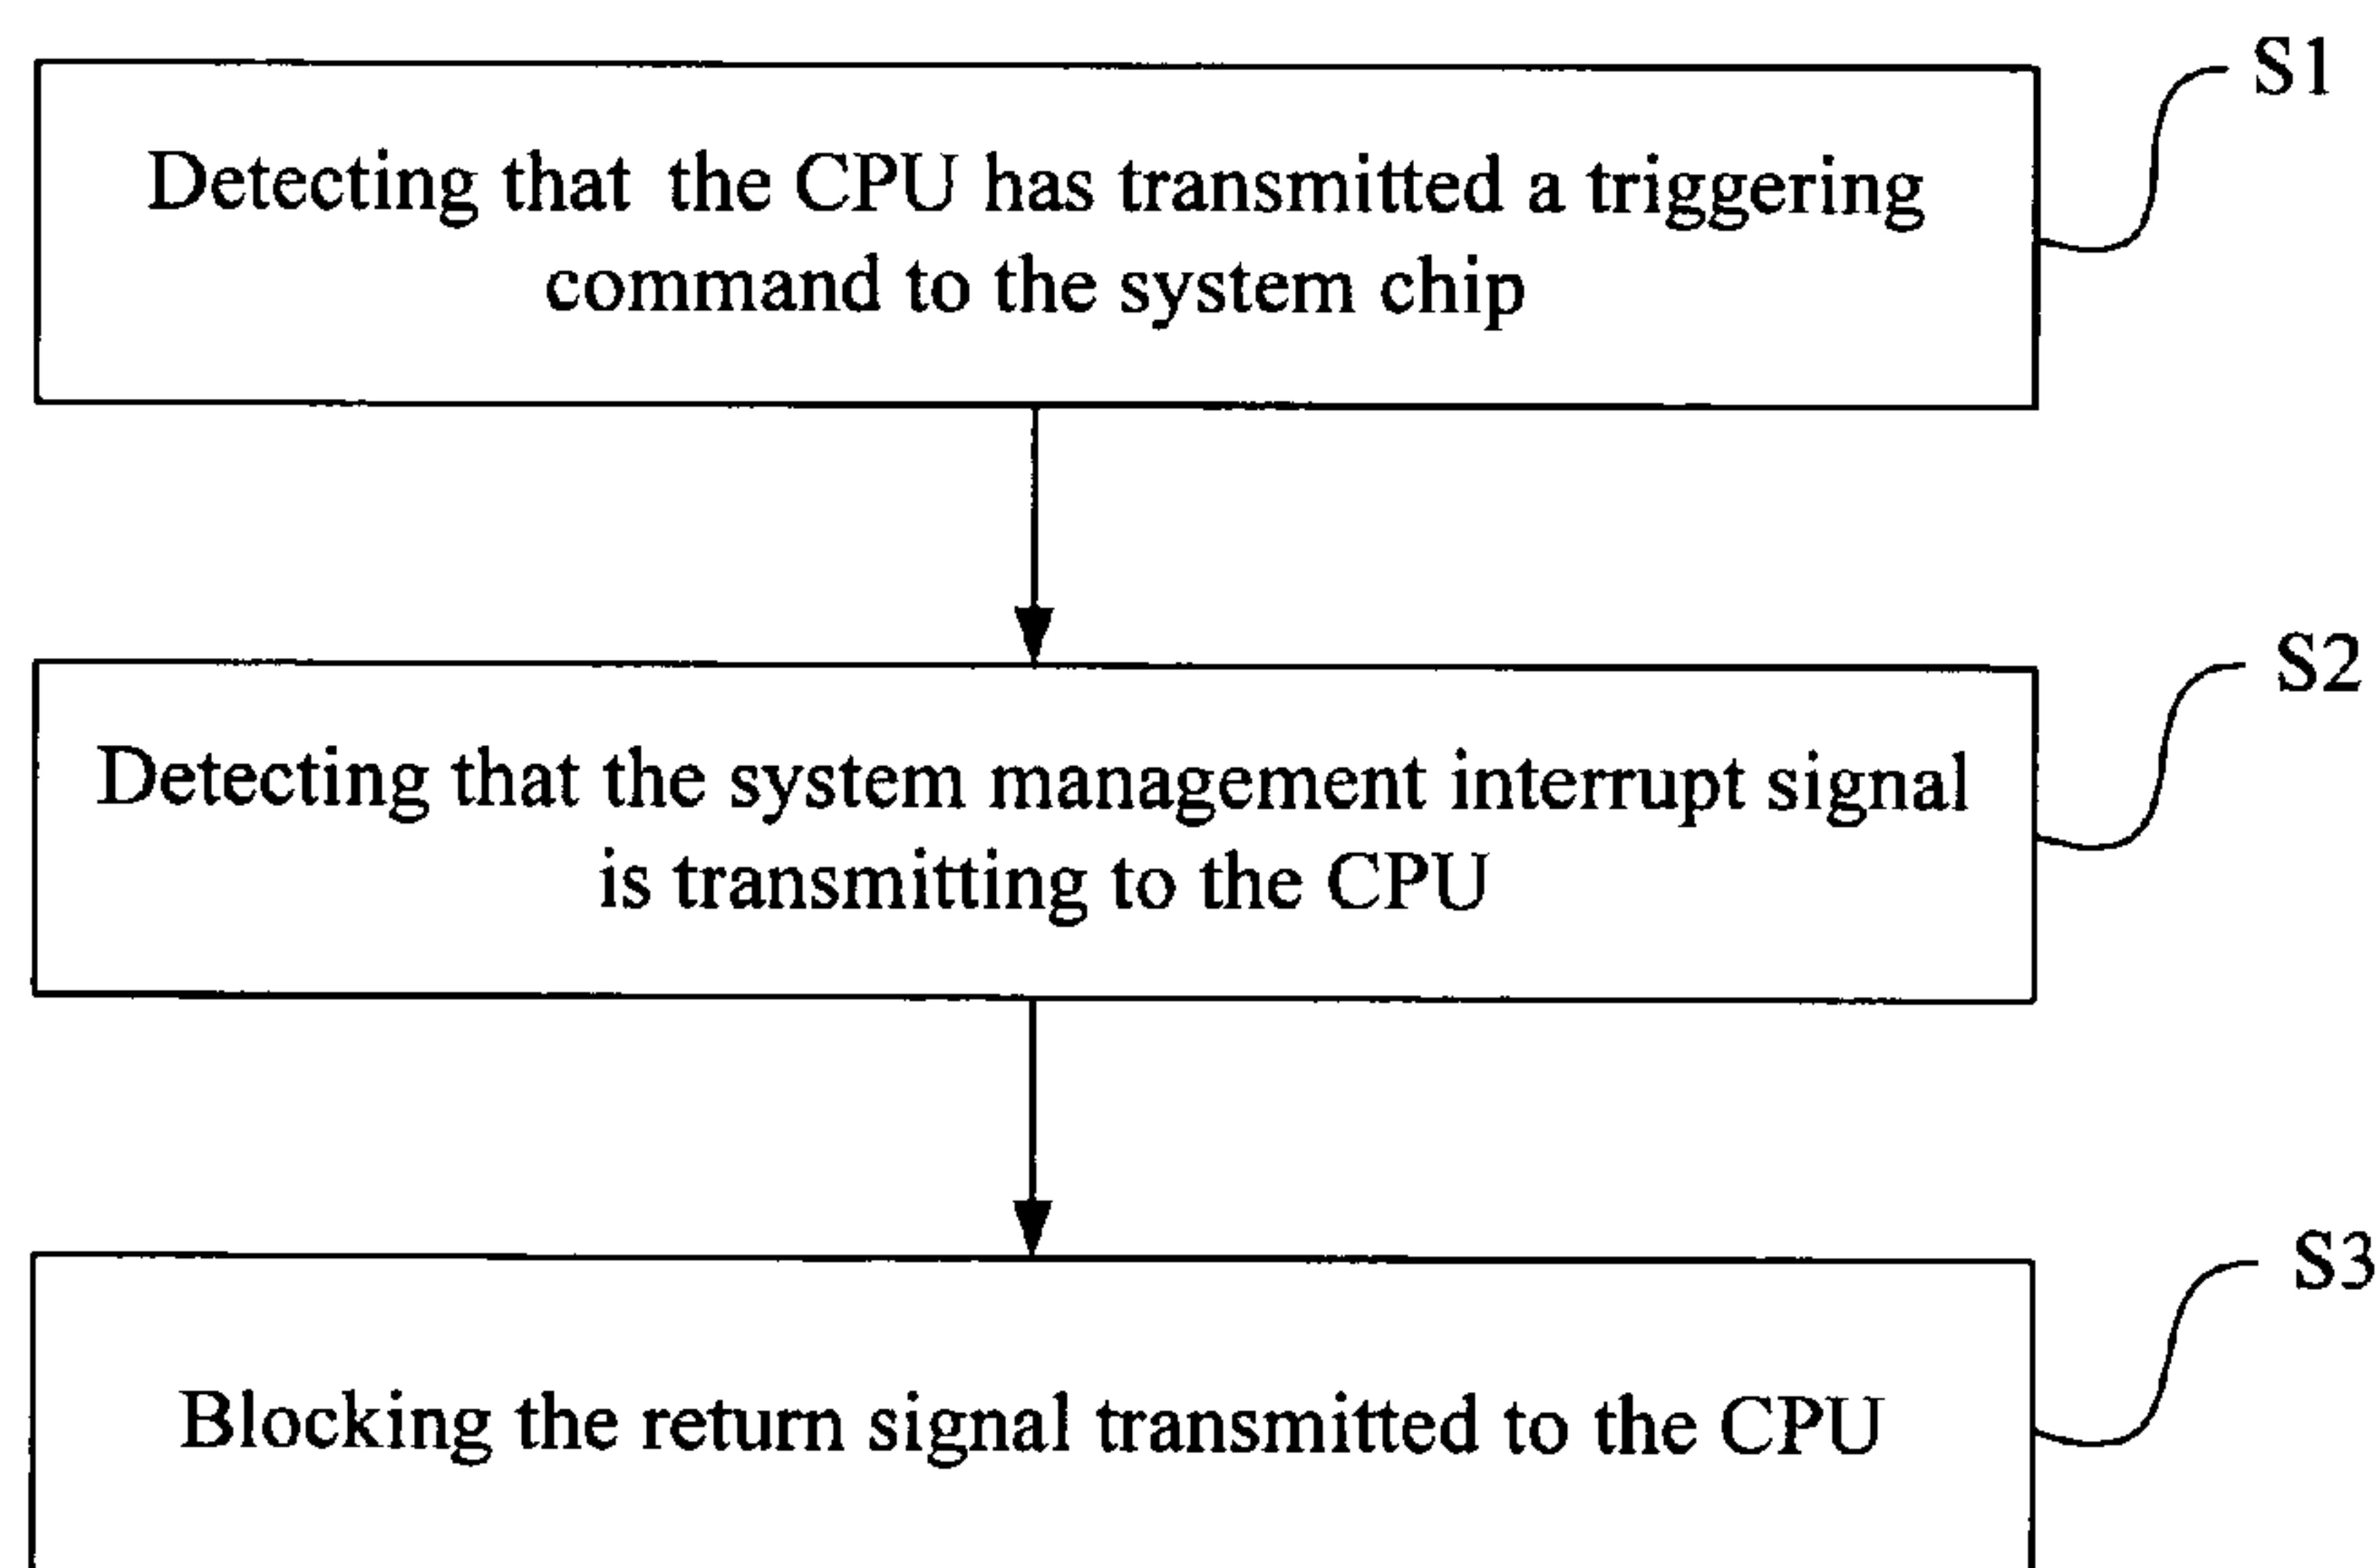 S1
Detecting that the CPU has transmitted a triggering
command to the system chip
S2
Detecting that the system management interrupt signal
is transmitting to the CPU
S3
Blocking the return signal transmitted to the CPU